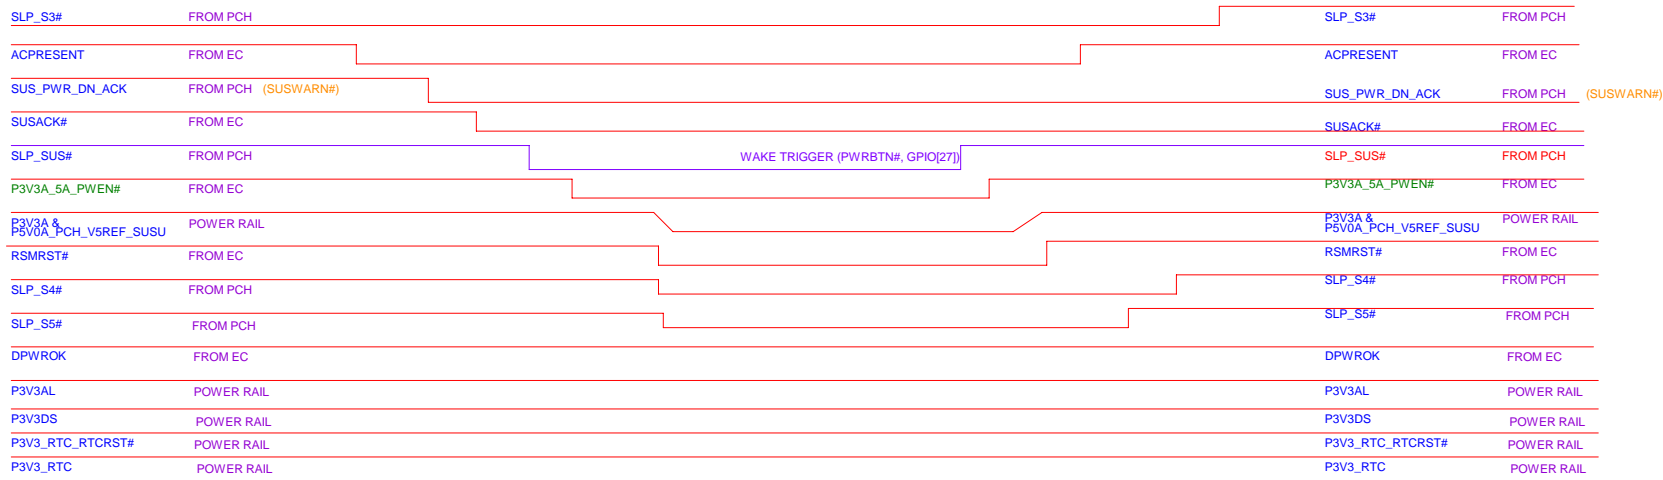 SLP_S3# FROM PCH SLP_S3# FROM PCH
ACPRESENT FROM EC ACPRESENT FROM EC
SUS_PWR_DN_ACK FROM PCH (SUSWARN#) SUS_PWR_DN_ACK FROM PCH (SUSWARN#)
SUSACK# FROM EC SUSACK# FROM EC
SLP_SUS# FROM PCH WAKE TRIGGER (PWRBTN#, GPIO[27]) SLP_SUS# FROM PCH
P3V3A_5A_PWEN# FROM EC P3V3A_5A_PWEN# FROM EC
P3V3A & POWER RAIL P3V3A & POWER RAIL
P5V0A_PCH_V5REF_SUSU P5V0A_PCH_V5REF_SUSU
RSMRST# FROM EC RSMRST# FROM EC
SLP_S4# FROM PCH SLP_S4# FROM PCH
SLP_S5# FROM PCH SLP_S5# FROM PCH
DPWROK FROM EC DPWROK FROM EC
P3V3AL POWER RAIL P3V3AL POWER RAIL
P3V3DS POWER RAIL P3V3DS POWER RAIL
P3V3_RTC_RTCRST# POWER RAIL P3V3_RTC_RTCRST# POWER RAIL
P3V3_RTC POWER RAIL P3V3_RTC POWER RAIL